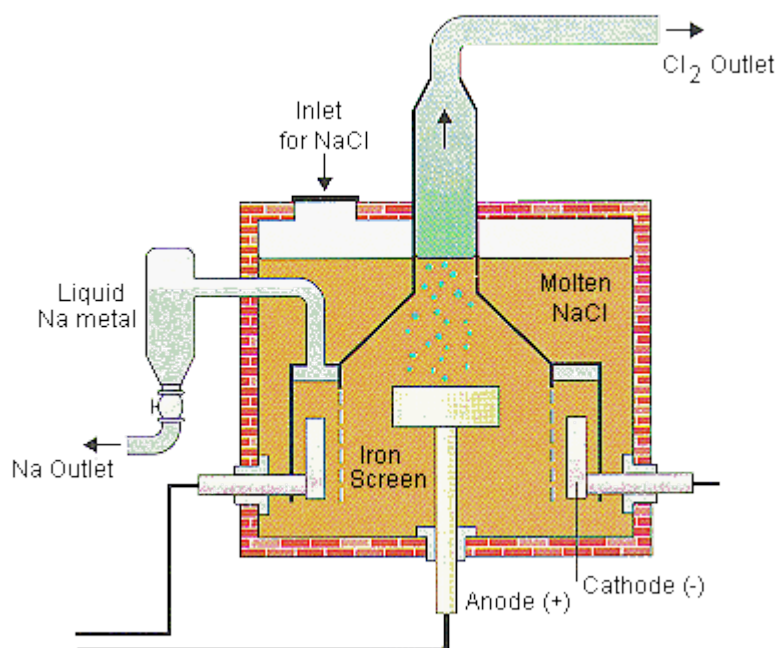 Cl2 Outlet
Inlet
for NaCl
Liquid
Na metal
Molten
NaCl
Na Outlet
Iron
Screen
Cathode (-)
Anode (+)